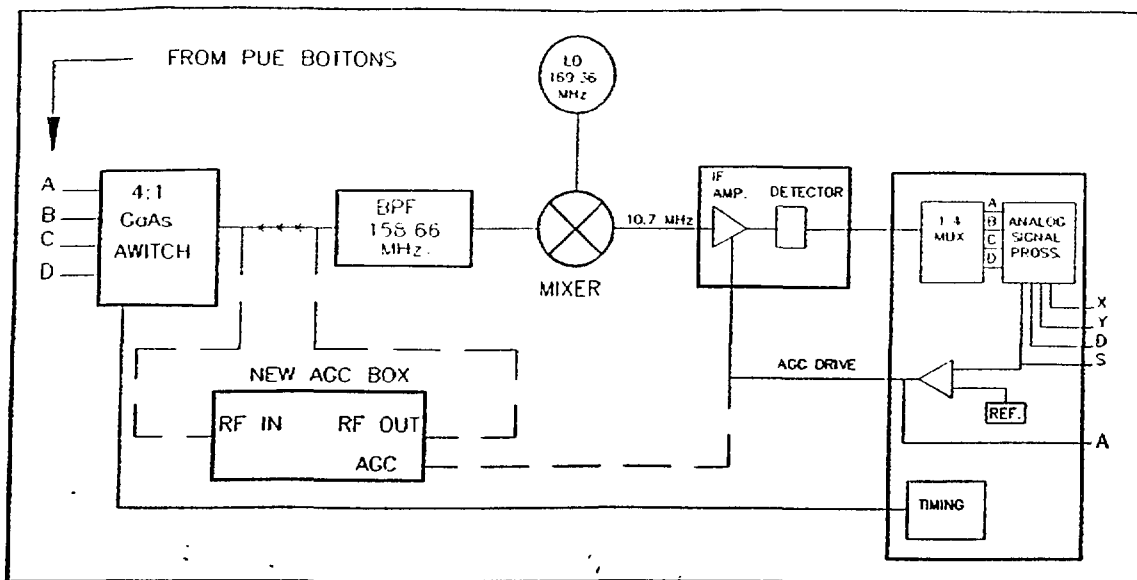 FROM PUE BOTTONS
A
B
C
D
4:1
GaAs
AWITCH
BPF
158.66
MHz.
LO
169.36
MHz
MIXER
10.7 MHz
IF
AMP.
DETECTOR
1:4
MUX
A
B
C
D
ANALOG
SIGNAL
PROSS.
X
Y
D
S
AGC DRIVE
REF.
A
NEW AGC BOX
RF IN
RF OUT
AGC
TIMING